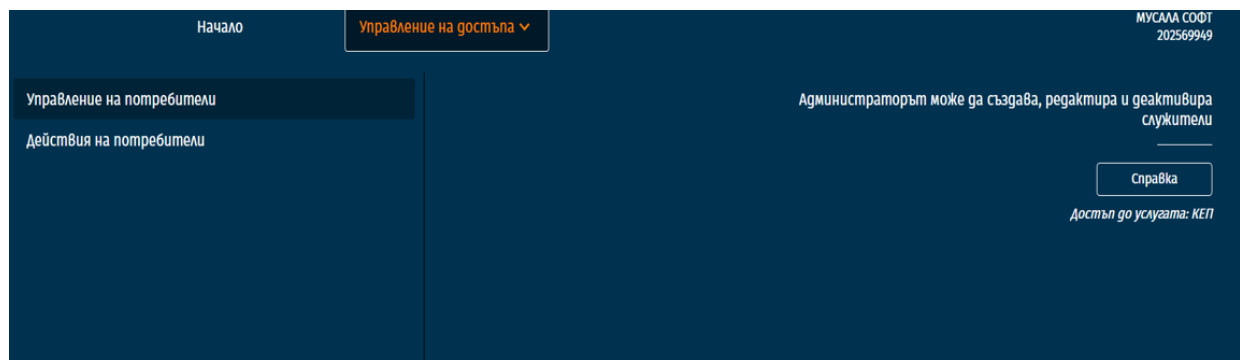 Начало
Управление на достъпа
МУСАЛА СОФТ
202569949
Управление на потребители
Действия на потребители
Администраторът може да създава, редактира и деактивира
служители
Справка
Достъп до услугата: КЕП